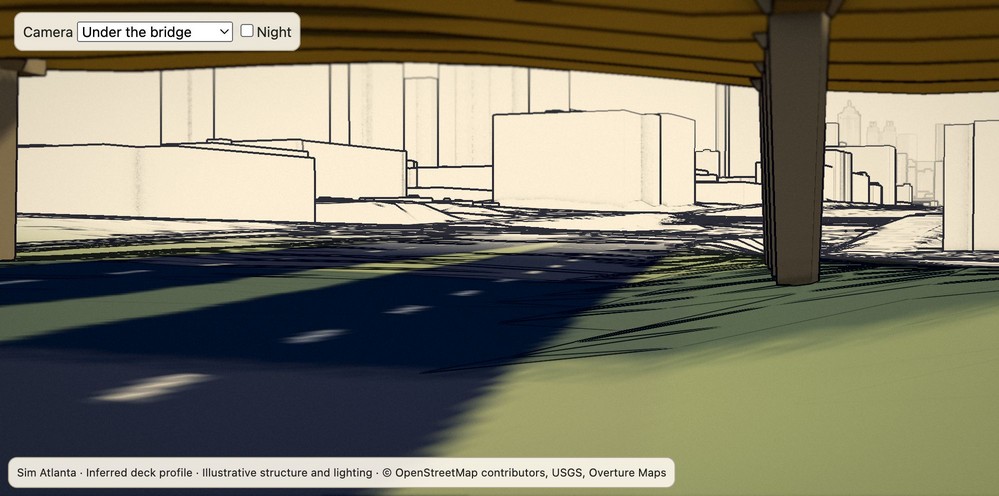 Camera Under the bridge Night
Sim Atlanta · Inferred deck profile · Illustrative structure and lighting · © OpenStreetMap contributors, USGS, Overture Maps